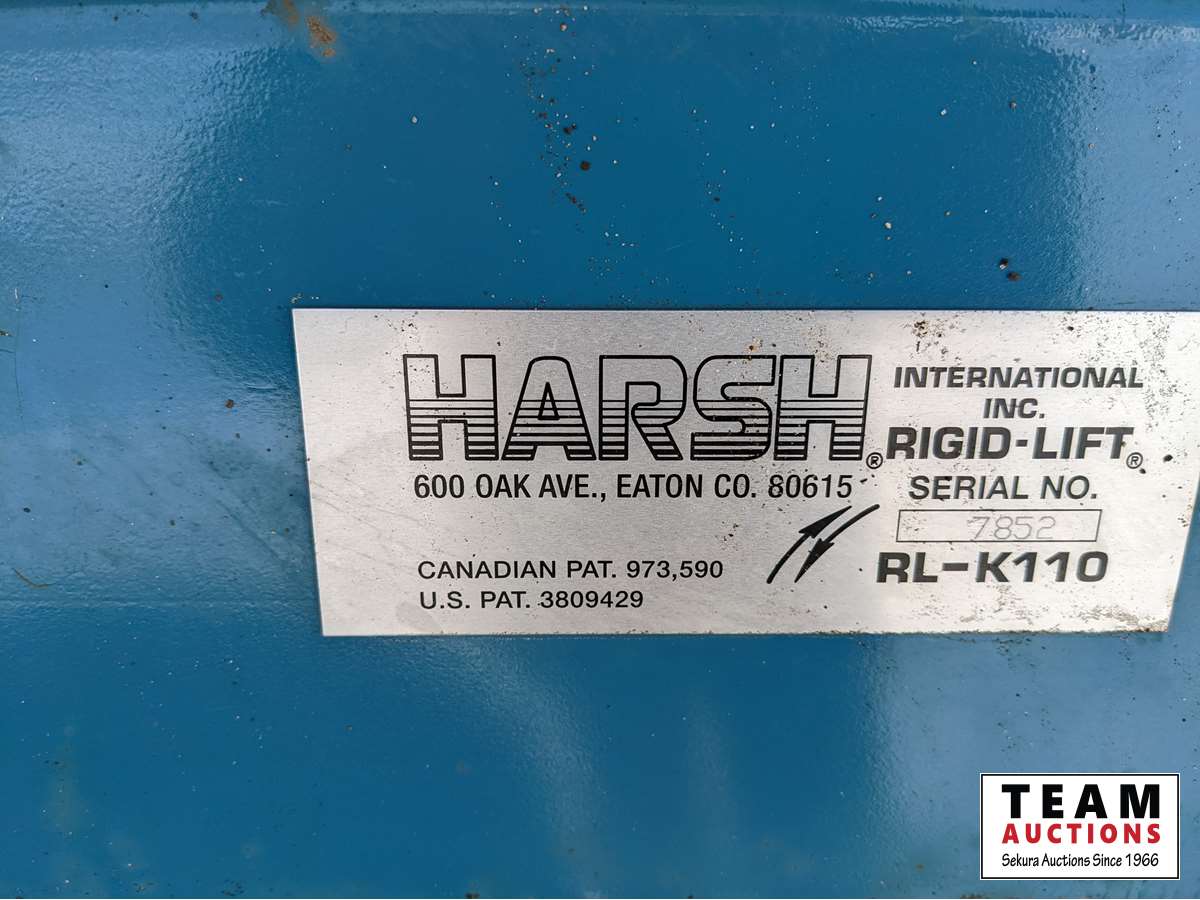 HARSH® INTERNATIONAL
INC.
RIGID-LIFT®
600 OAK AVE., EATON CO. 80615
SERIAL NO.
7852
RL-K110
CANADIAN PAT. 973,590
U.S. PAT. 3809429
TEAM
AUCTIONS
Sekura Auctions Since 1966